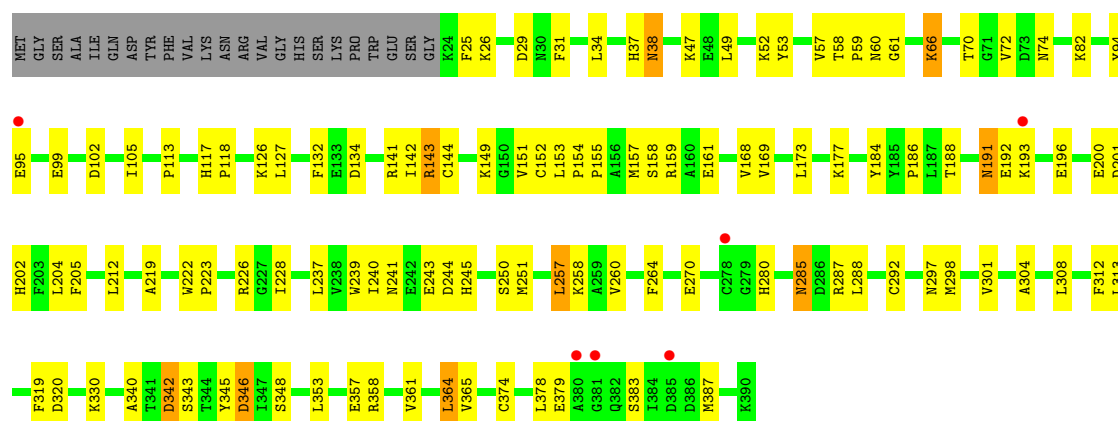 MET GLY SER ALA ILE GLN ASP TYR PHE VAL LYS ASN ARG VAL GLY HIS SER LYS PRO TRP GLU SER GLY K24 F25 K26 D29 N30 F31 L34 H37 N38 K47 E48 L49 K52 Y53 V57 T58 P59 N60 G61 K66 T70 G71 V72 D73 N74 K82
E95 E99 D102 I105 P113 H117 P118 K126 L127 F132 E133 D134 R141 I142 R143 C144 K149 G150 V151 C152 L153 P154 P155 A156 M157 S158 R159 A160 E161 V168 V169 L173 K177 Y184 Y185 P186 L187 T188 N191 E192 K193 E196 E200 D201
H202 F203 L204 F205 L212 A219 W222 P223 R226 G227 I228 L237 V238 W239 I240 N241 E242 E243 D244 H245 S250 M251 L257 K258 A259 V260 F264 E270 C278 G279 H280 N285 D286 R287 L288 C292 N297 M298 V301 A304 L308 F312 L313
F319 D320 K330 A340 T341 D342 S343 T344 Y345 D346 I347 S348 L353 E357 R358 V361 L364 V365 C374 L378 E379 A380 G381 Q382 S383 I384 D385 D386 M387 K390